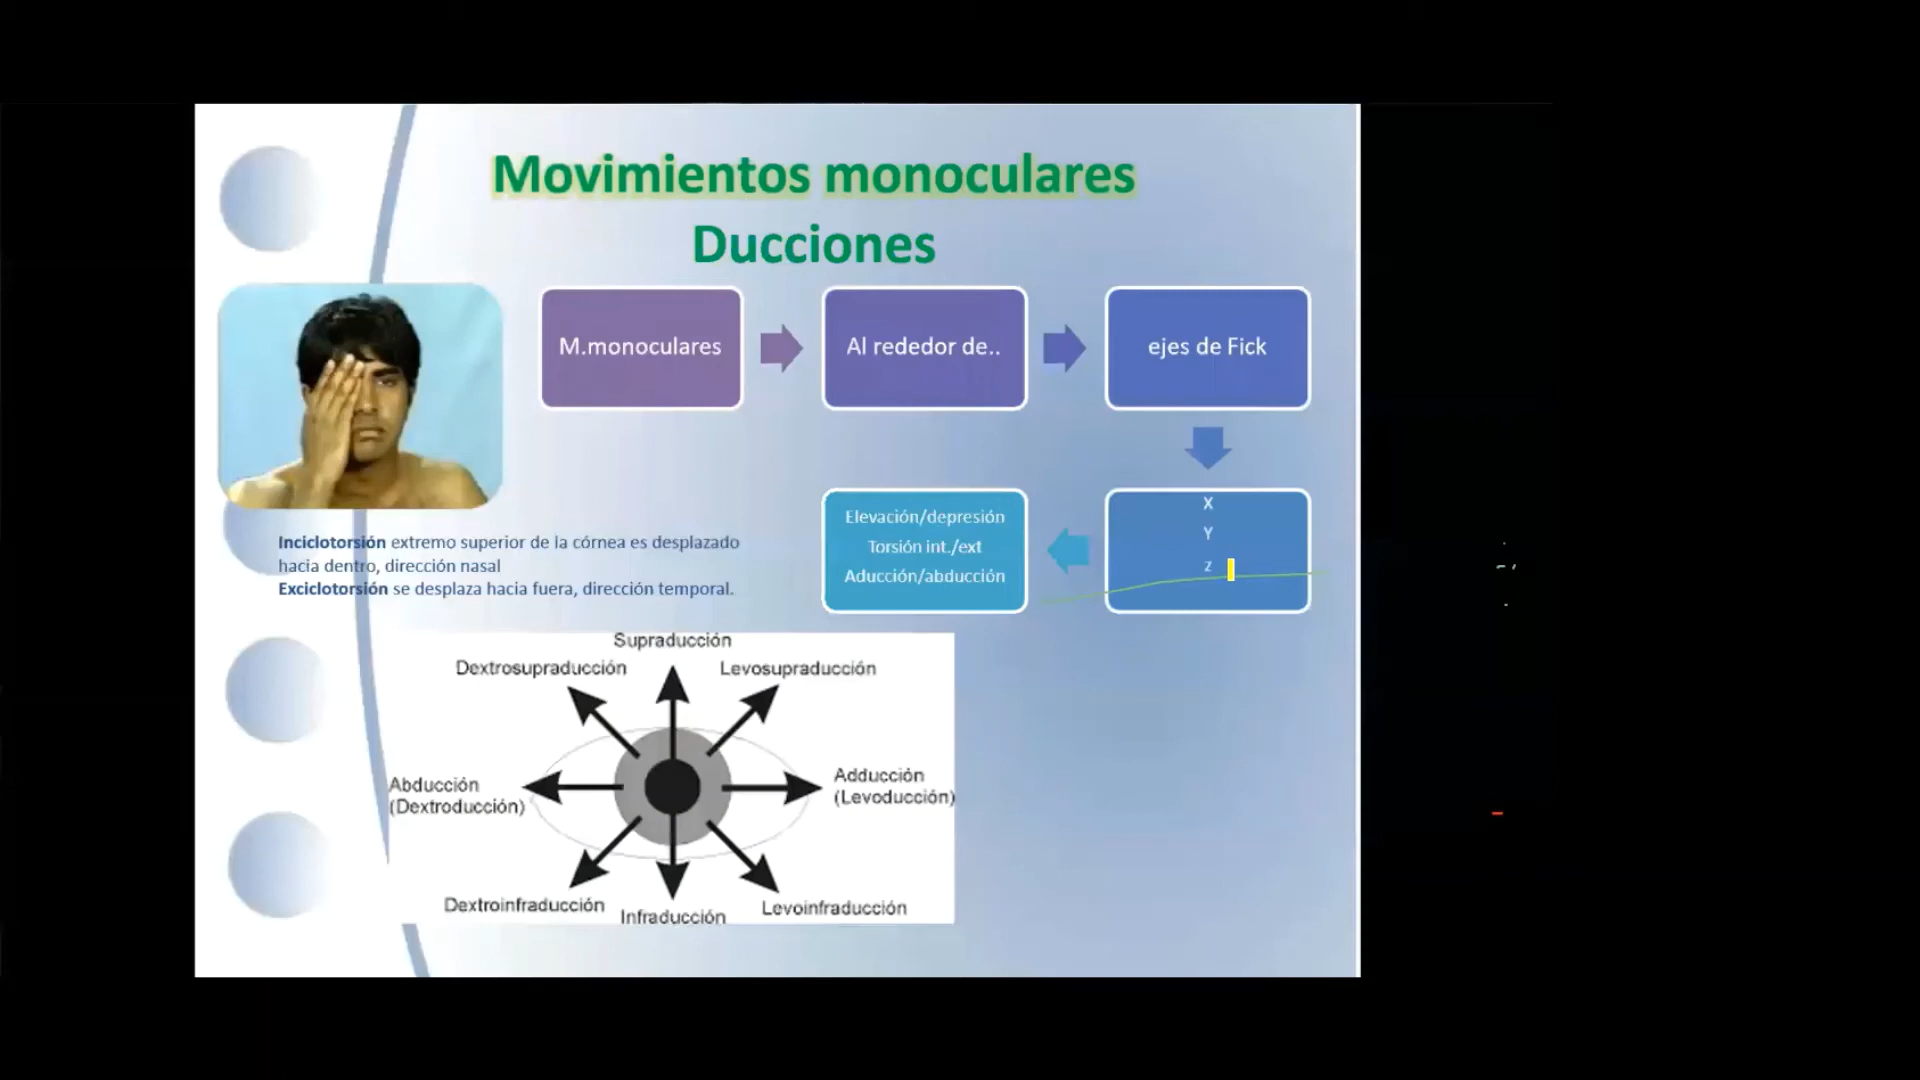 Movimientos monoculares
Ducciones
M.monoculares
Al rededor de..
ejes de Fick
X
Y
Z
Elevación/depresión
Torsión int./ext
Aducción/abducción
Inciclotorsión extremo superior de la córnea es desplazado
hacia dentro, dirección nasal
Exciclotorsión se desplaza hacia fuera, dirección temporal.
Supraducción
Dextrosupraducción
Levosupraducción
Abducción
(Dextroducción)
Adducción
(Levoducción)
Dextroinfraducción
Infraducción
Levoinfraducción